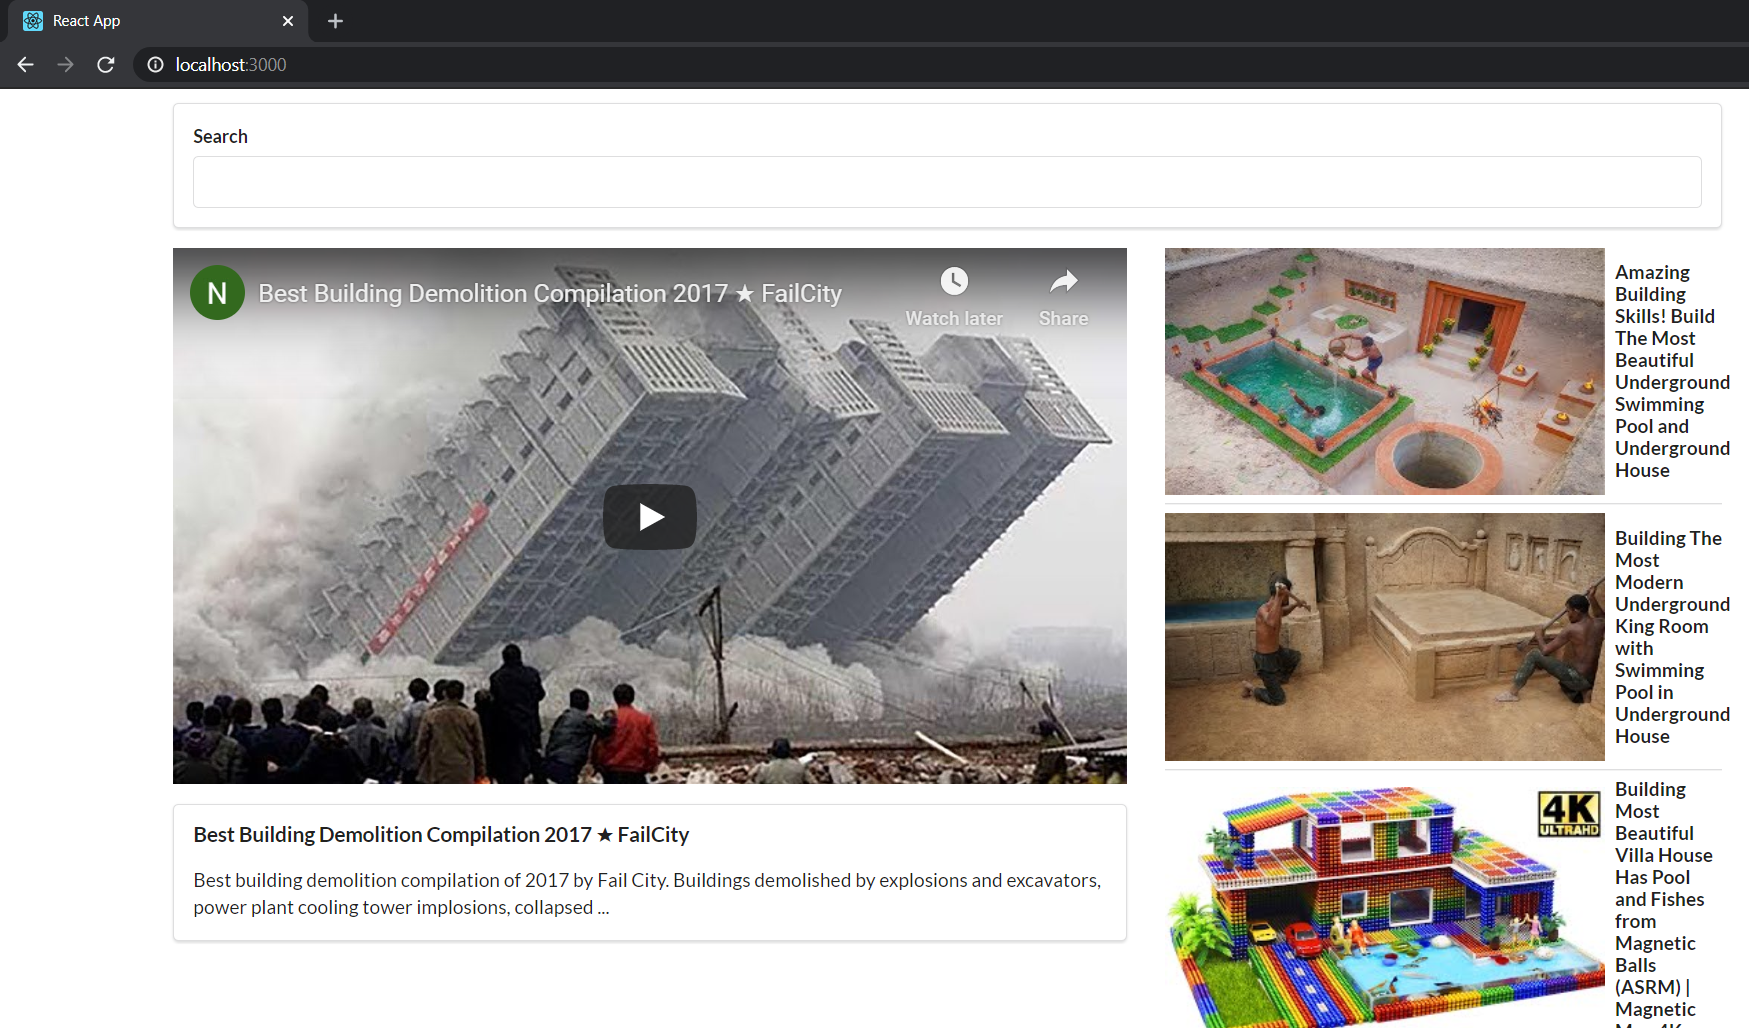 React App
localhost:3000
Search
N
Best Building Demolition Compilation 2017 ★ FailCity
Watch later
Share
Best Building Demolition Compilation 2017 ★ FailCity
Best building demolition compilation of 2017 by Fail City. Buildings demolished by explosions and excavators,
power plant cooling tower implosions, collapsed ...
Amazing
Building
Skills! Build
The Most
Beautiful
Underground
Swimming
Pool and
Underground
House
Building The
Most
Modern
Underground
King Room
with
Swimming
Pool in
Underground
House
4K
ULTRAHD
Building
Most
Beautiful
Villa House
Has Pool
and Fishes
from
Magnetic
Balls
(ASRM) |
Magnetic